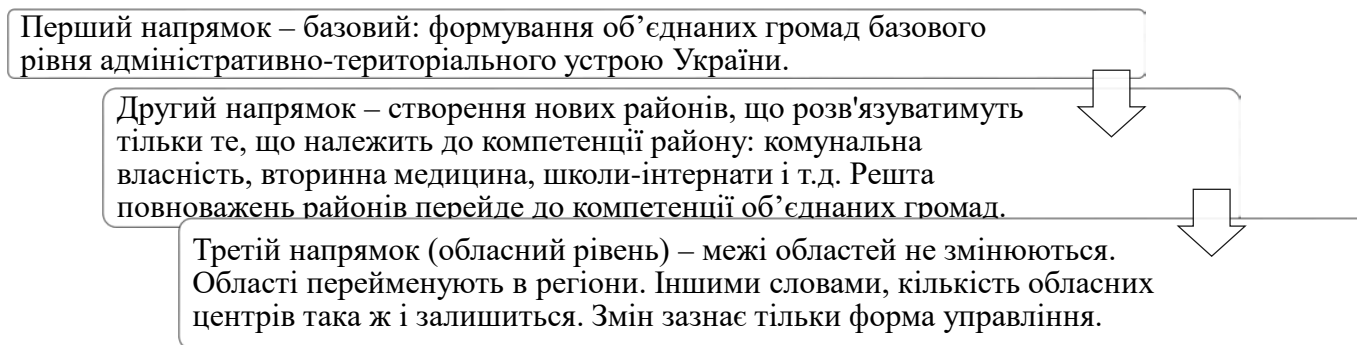 Перший напрямок – базовий: формування об’єднаних громад базового
рівня адміністративно-територіального устрою України.
Другий напрямок – створення нових районів, що розв'язуватимуть
тільки те, що належить до компетенції району: комунальна
власність, вторинна медицина, школи-інтернати і т.д. Решта
повноважень районів перейде до компетенції об’єднаних громад.
Третій напрямок (обласний рівень) – межі областей не змінюються.
Області перейменують в регіони. Іншими словами, кількість обласних
центрів така ж і залишиться. Змін зазнає тільки форма управління.